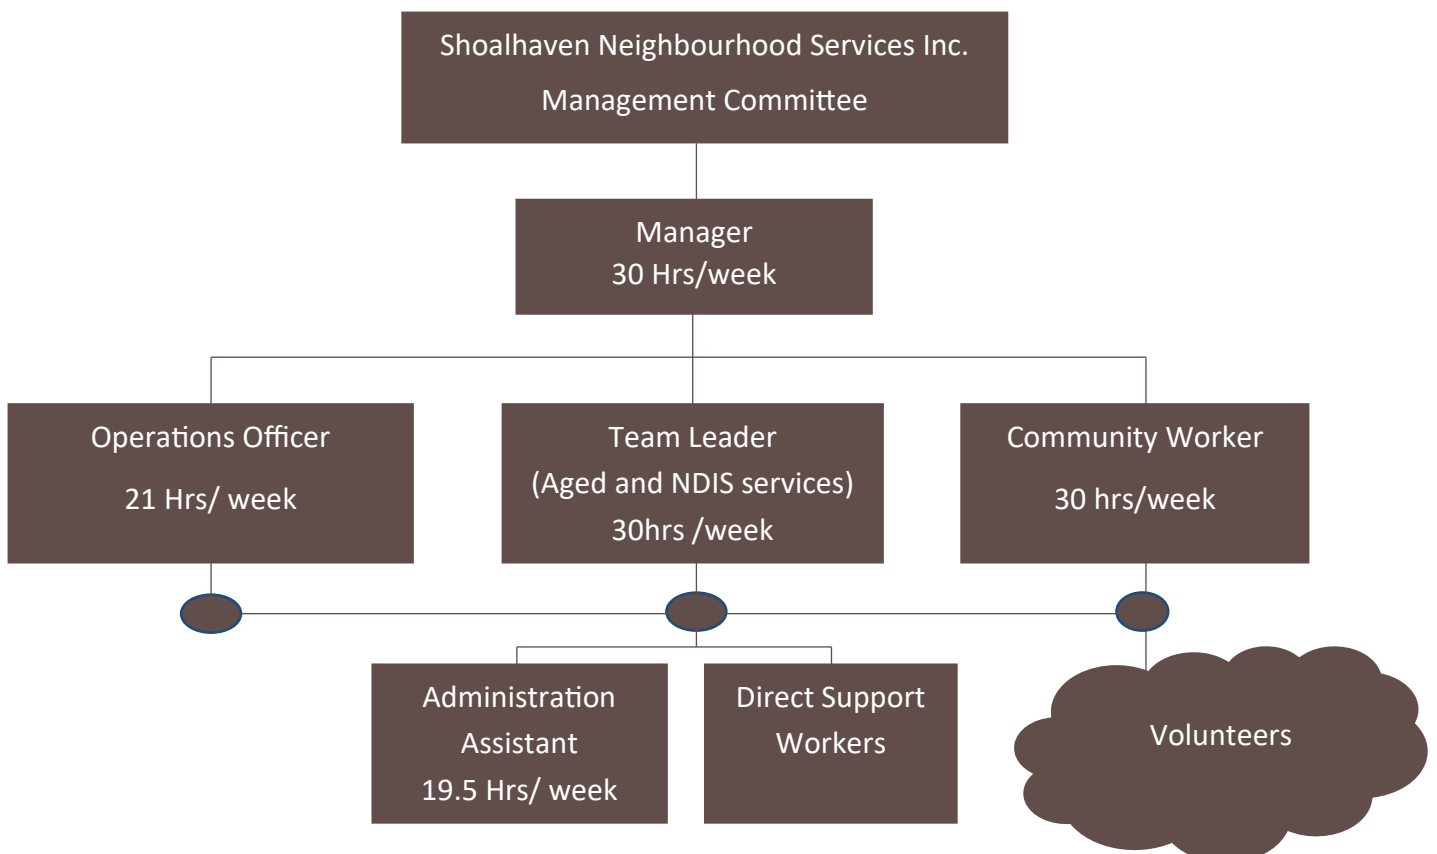 Shoalhaven Neighbourhood Services Inc.
Management Committee
Manager
30 Hrs/week
Operations Officer
21 Hrs/ week
Team Leader
(Aged and NDIS services)
30hrs /week
Community Worker
30 hrs/week
Administration
Assistant
19.5 Hrs/ week
Direct Support
Workers
Volunteers